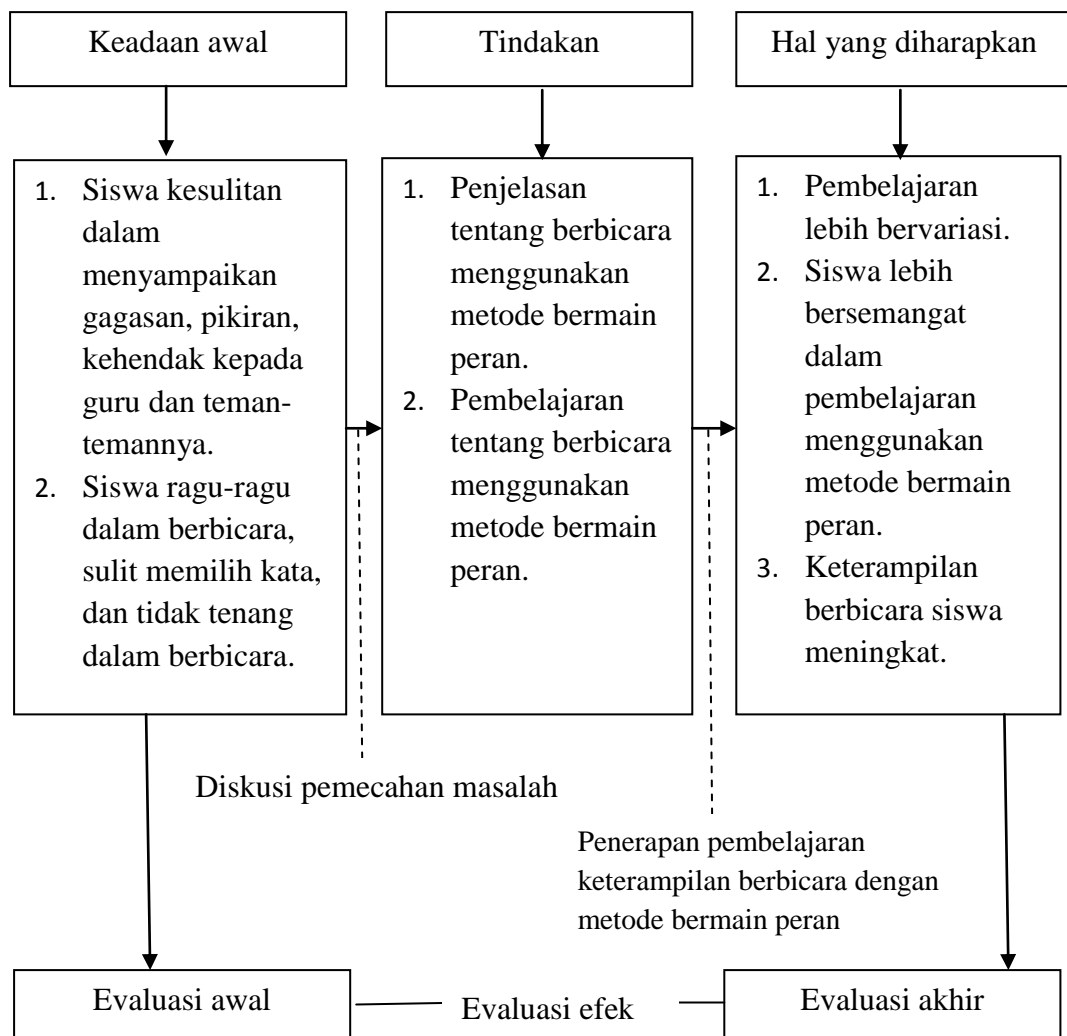 Keadaan awal
Tindakan
Hal yang diharapkan
1. Siswa kesulitan
dalam
menyampaikan
gagasan, pikiran,
kehendak kepada
guru dan teman-
temannya.
2. Siswa ragu-ragu
dalam berbicara,
sulit memilih kata,
dan tidak tenang
dalam berbicara.
1. Penjelasan
tentang berbicara
menggunakan
metode bermain
peran.
2. Pembelajaran
tentang berbicara
menggunakan
metode bermain
peran.
1. Pembelajaran
lebih bervariasi.
2. Siswa lebih
bersemangat
dalam
pembelajaran
menggunakan
metode bermain
peran.
3. Keterampilan
berbicara siswa
meningkat.
Diskusi pemecahan masalah
Penerapan pembelajaran
keterampilan berbicara dengan
metode bermain peran
Evaluasi awal
Evaluasi efek
Evaluasi akhir